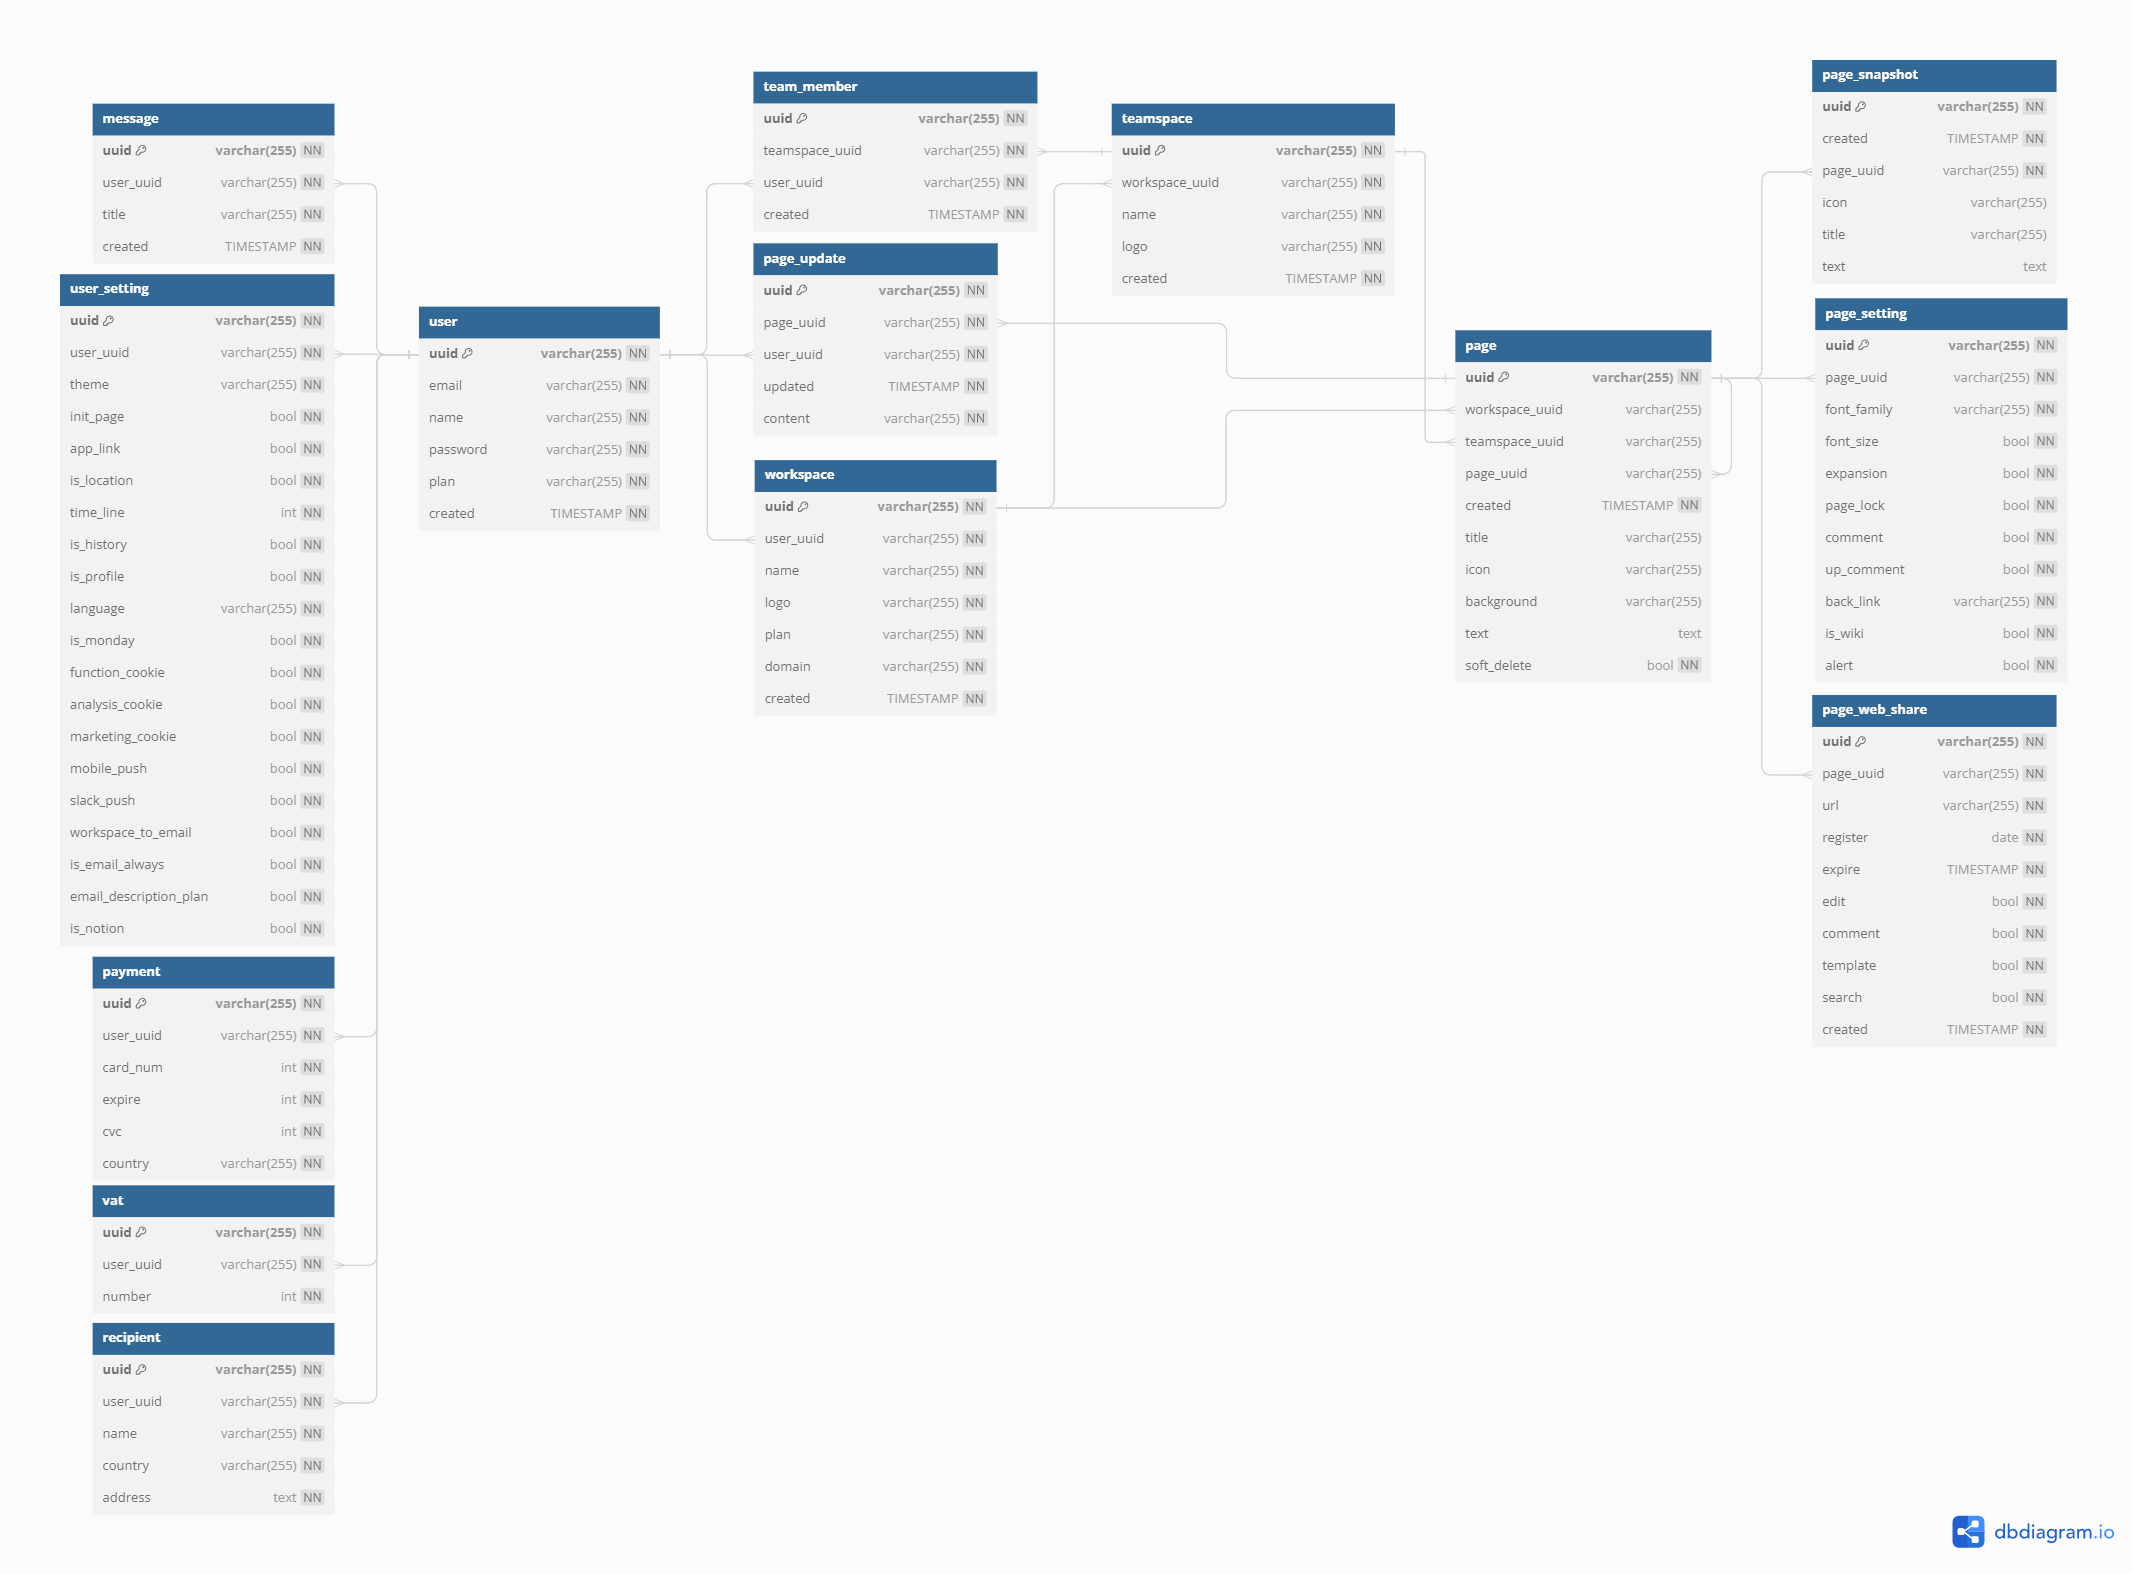 message
uuid varchar(255) NN
user_uuid varchar(255) NN
title varchar(255) NN
created TIMESTAMP NN
user_setting
uuid varchar(255) NN
user_uuid varchar(255) NN
theme varchar(255) NN
init_page bool NN
app_link bool NN
is_location bool NN
time_line int NN
is_history bool NN
is_profile bool NN
language varchar(255) NN
is_monday bool NN
function_cookie bool NN
analysis_cookie bool NN
marketing_cookie bool NN
mobile_push bool NN
slack_push bool NN
workspace_to_email bool NN
is_email_always bool NN
email_description_plan bool NN
is_notion bool NN
payment
uuid varchar(255) NN
user_uuid varchar(255) NN
card_num int NN
expire int NN
cvc int NN
country varchar(255) NN
vat
uuid varchar(255) NN
user_uuid varchar(255) NN
number int NN
recipient
uuid varchar(255) NN
user_uuid varchar(255) NN
name varchar(255) NN
country varchar(255) NN
address text NN
user
uuid varchar(255) NN
email varchar(255) NN
name varchar(255) NN
password varchar(255) NN
plan varchar(255) NN
created TIMESTAMP NN
team_member
uuid varchar(255) NN
teamspace_uuid varchar(255) NN
user_uuid varchar(255) NN
created TIMESTAMP NN
page_update
uuid varchar(255) NN
page_uuid varchar(255) NN
user_uuid varchar(255) NN
updated TIMESTAMP NN
content varchar(255) NN
workspace
uuid varchar(255) NN
user_uuid varchar(255) NN
name varchar(255) NN
logo varchar(255) NN
plan varchar(255) NN
domain varchar(255) NN
created TIMESTAMP NN
teamspace
uuid varchar(255) NN
workspace_uuid varchar(255) NN
name varchar(255) NN
logo varchar(255) NN
created TIMESTAMP NN
page
uuid varchar(255) NN
workspace_uuid varchar(255)
teamspace_uuid varchar(255)
page_uuid varchar(255)
created TIMESTAMP NN
title varchar(255)
icon varchar(255)
background varchar(255)
text text
soft_delete bool NN
page_snapshot
uuid varchar(255) NN
created TIMESTAMP NN
page_uuid varchar(255) NN
icon varchar(255)
title varchar(255)
text text
page_setting
uuid varchar(255) NN
page_uuid varchar(255) NN
font_family varchar(255) NN
font_size bool NN
expansion bool NN
page_lock bool NN
comment bool NN
up_comment bool NN
back_link varchar(255) NN
is_wiki bool NN
alert bool NN
page_web_share
uuid varchar(255) NN
page_uuid varchar(255) NN
url varchar(255) NN
register date NN
expire TIMESTAMP NN
edit bool NN
comment bool NN
template bool NN
search bool NN
created TIMESTAMP NN
dbdiagram.io